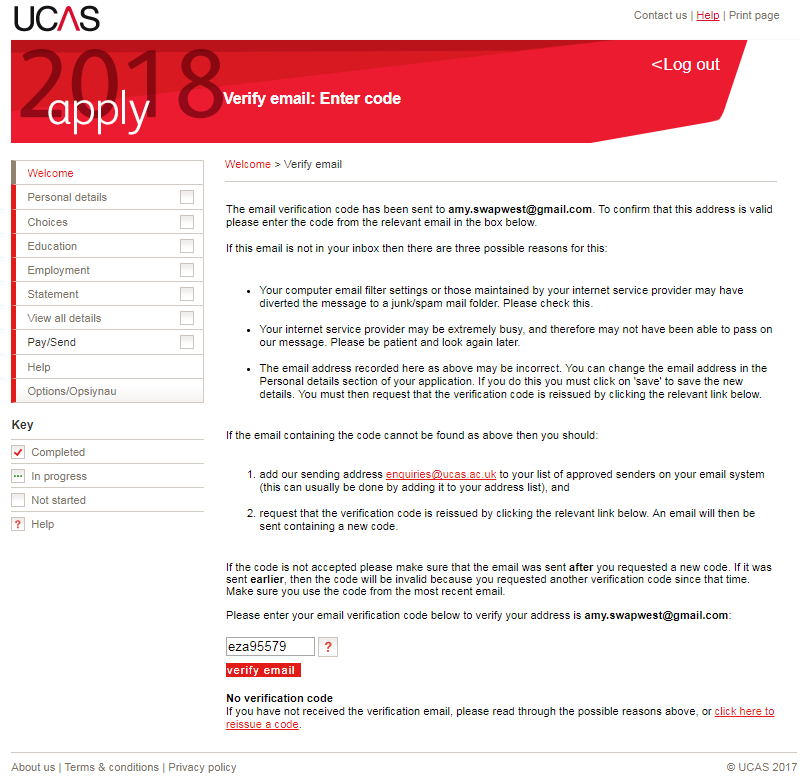 UCAS
Contact us | Help | Print page
2018
apply
<Log out
Verify email: Enter code
Welcome
Personal details
Choices
Education
Employment
Statement
View all details
Pay/Send
Help
Options/Opsiynau
Key
Completed
In progress
Not started
? Help
Welcome > Verify email
The email verification code has been sent to amy.swapwest@gmail.com. To confirm that this address is valid
please enter the code from the relevant email in the box below.
If this email is not in your inbox then there are three possible reasons for this:
• Your computer email filter settings or those maintained by your internet service provider may have
diverted the message to a junk/spam mail folder. Please check this.
• Your internet service provider may be extremely busy, and therefore may not have been able to pass on
our message. Please be patient and look again later.
• The email address recorded here as above may be incorrect. You can change the email address in the
Personal details section of your application. If you do this you must click on 'save' to save the new
details. You must then request that the verification code is reissued by clicking the relevant link below.
If the email containing the code cannot be found as above then you should:
1. add our sending address enquiries@ucas.ac.uk to your list of approved senders on your email system
(this can usually be done by adding it to your address list), and
2. request that the verification code is reissued by clicking the relevant link below. An email will then be
sent containing a new code.
If the code is not accepted please make sure that the email was sent after you requested a new code. If it was
sent earlier, then the code will be invalid because you requested another verification code since that time.
Make sure you use the code from the most recent email.
Please enter your email verification code below to verify your address is amy.swapwest@gmail.com:
eza95579 ?
verify email
No verification code
If you have not received the verification email, please read through the possible reasons above, or click here to
reissue a code.
About us | Terms & conditions | Privacy policy
© UCAS 2017